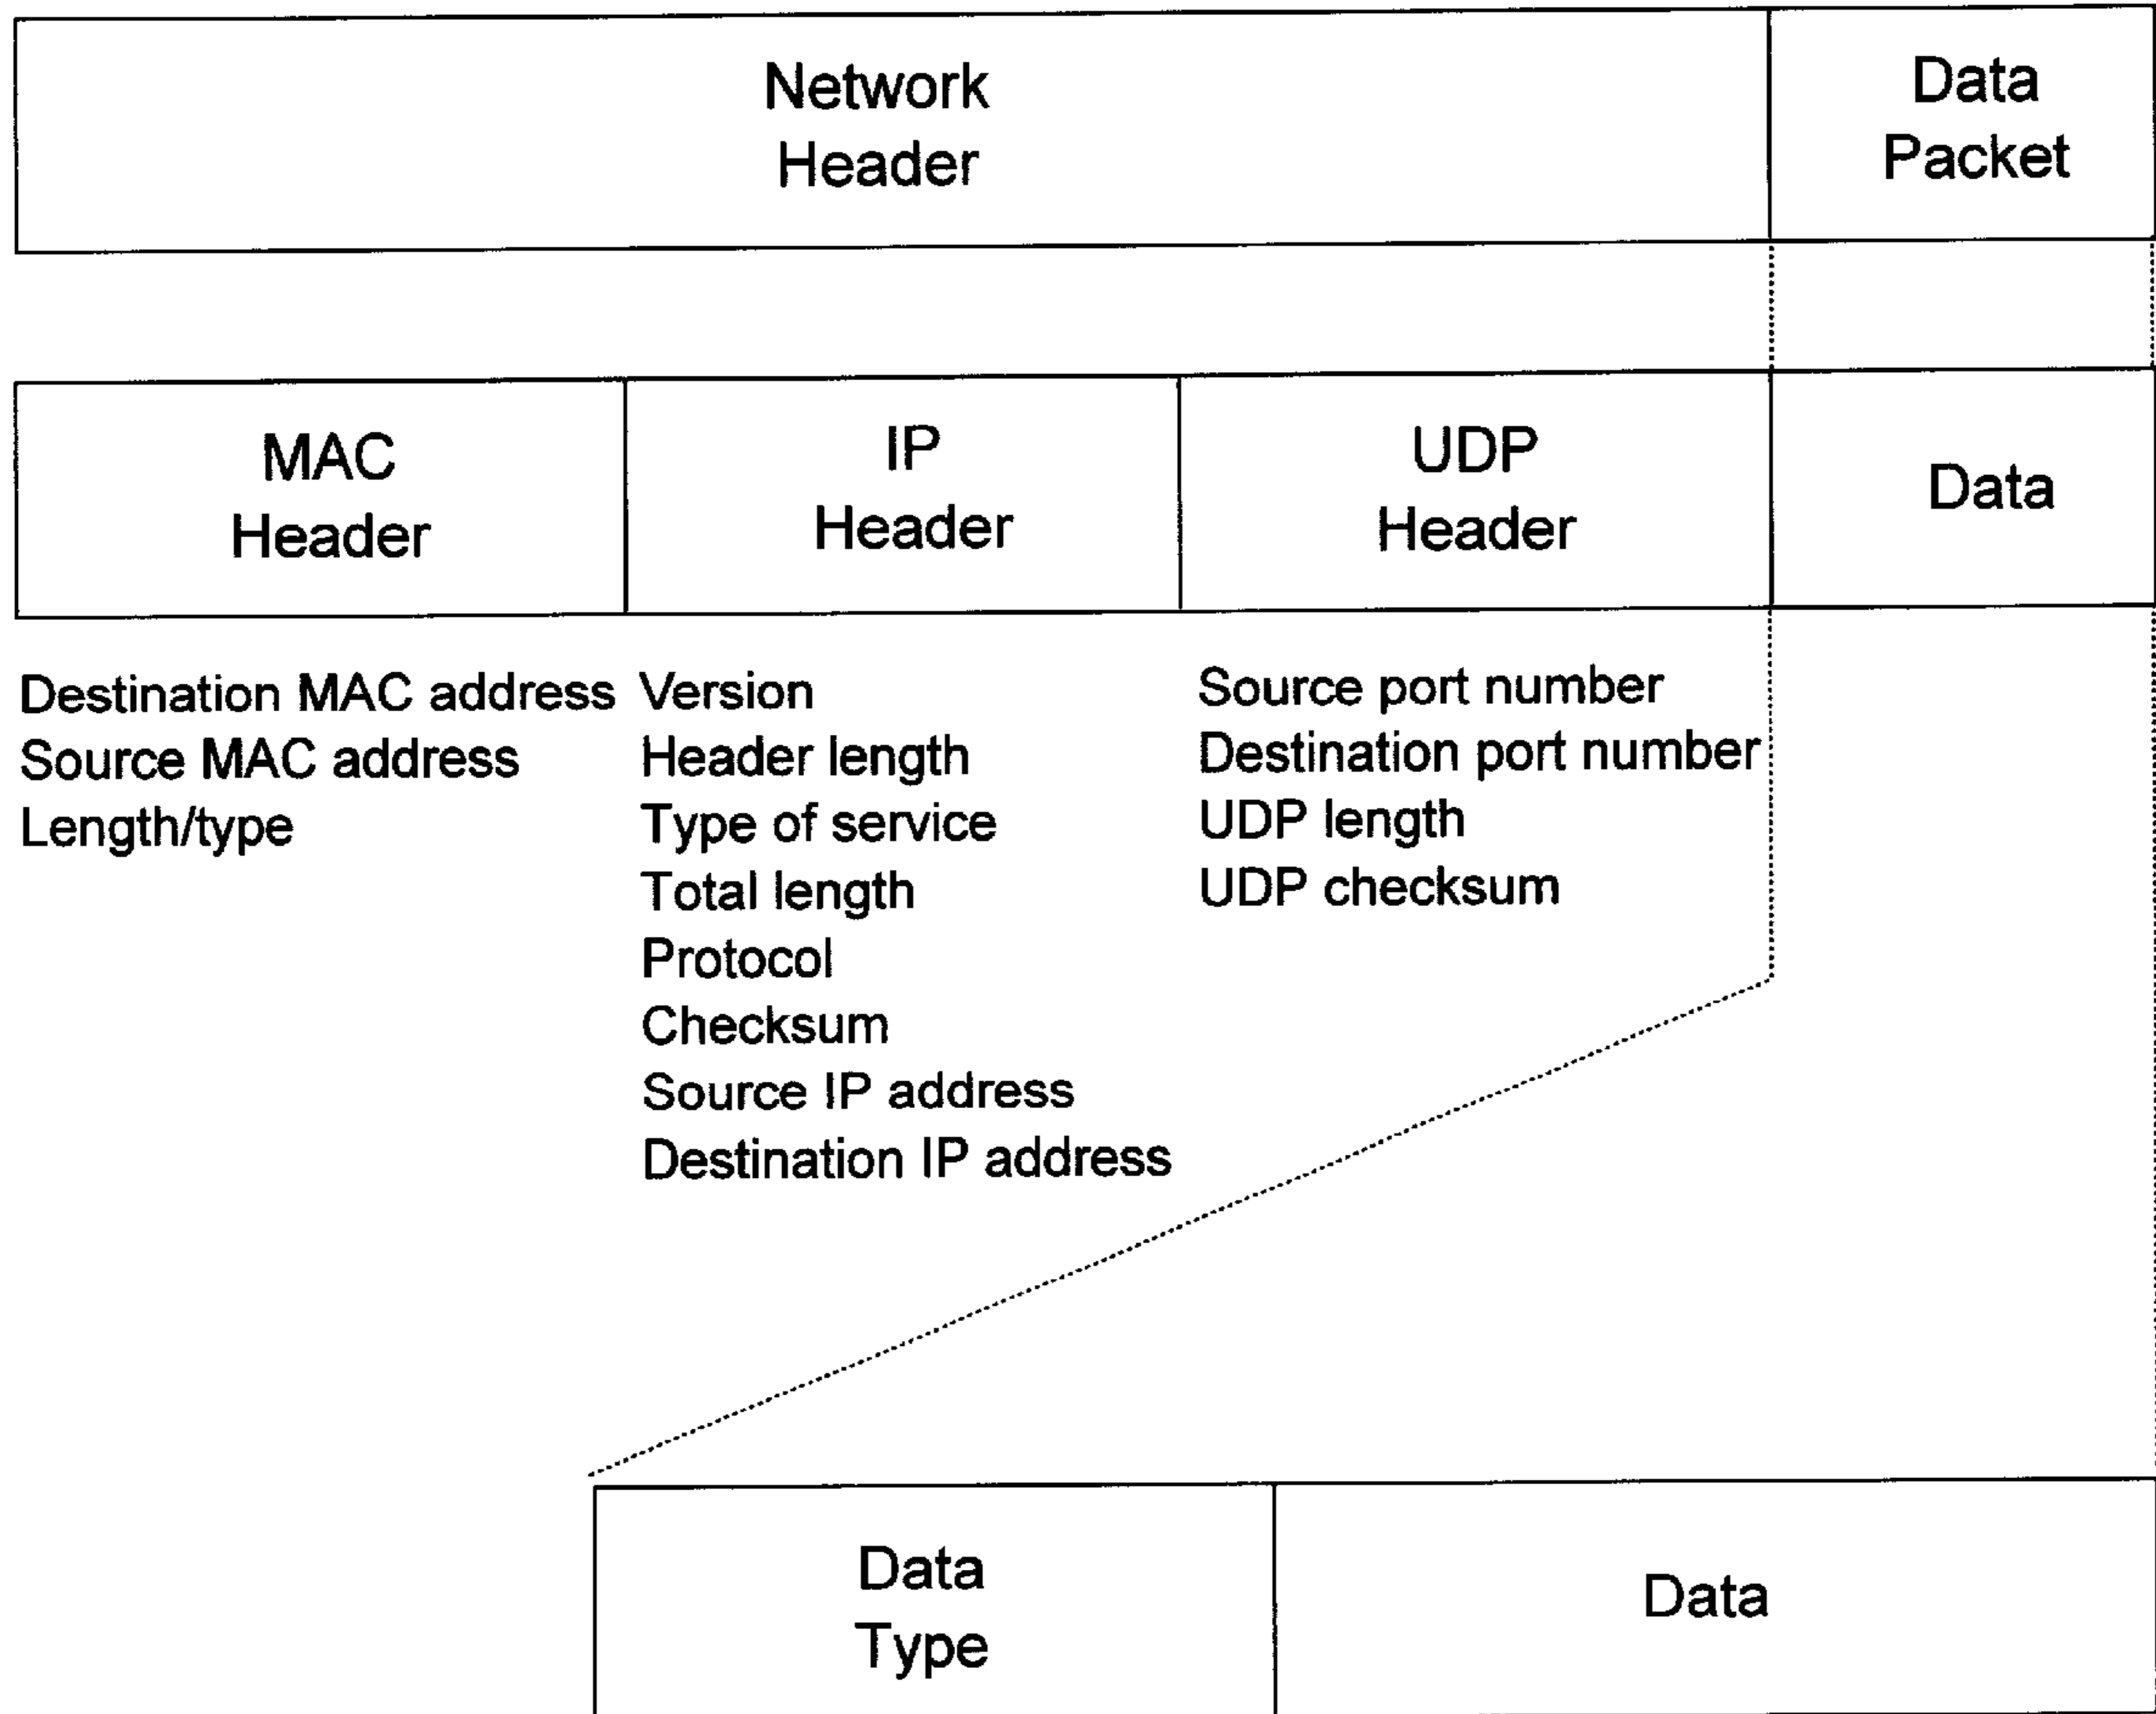 Network
Header
Data
Packet
MAC
Header
IP
Header
UDP
Header
Data
Destination MAC address
Source MAC address
Length/type
Version
Header length
Type of service
Total length
Protocol
Checksum
Source IP address
Destination IP address
Source port number
Destination port number
UDP length
UDP checksum
Data
Type
Data